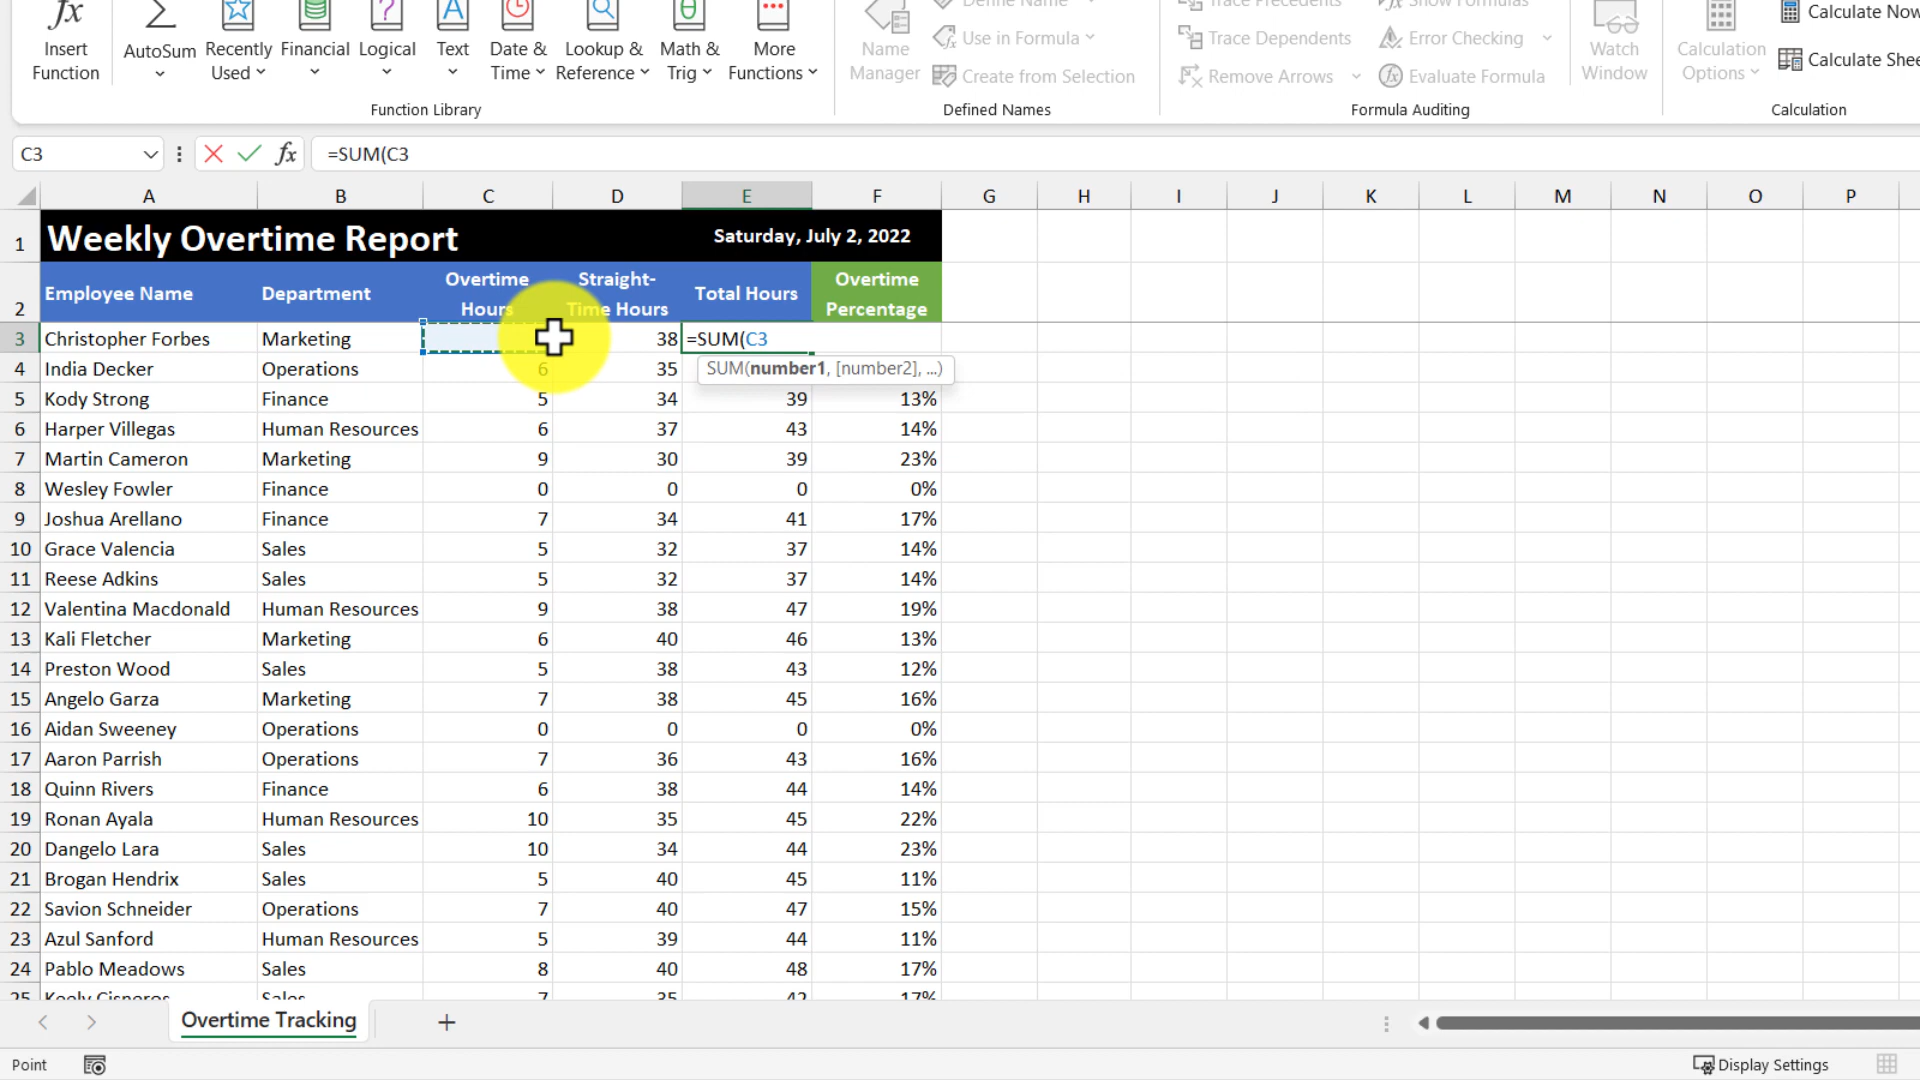 Define Name
Trace Precedents
Show Formulas
Calculate Now
Insert Function
AutoSum
Recently Used
Financial
Logical
Text
Date & Time
Lookup & Reference
Math & Trig
More Functions
Name Manager
Use in Formula
Create from Selection
Trace Dependents
Remove Arrows
Error Checking
Evaluate Formula
Watch Window
Calculation Options
Calculate Shee
Function Library
Defined Names
Formula Auditing
Calculation
C3
fx
=SUM(C3
A B C D E F G H I J K L M N O P
1 Weekly Overtime Report Saturday, July 2, 2022
2 Employee Name Department Overtime Hours Straight-Time Hours Total Hours Overtime Percentage
3 Christopher Forbes Marketing 38 =SUM(C3
SUM(number1, [number2], ...)
4 India Decker Operations 6 35
5 Kody Strong Finance 5 34 39 13%
6 Harper Villegas Human Resources 6 37 43 14%
7 Martin Cameron Marketing 9 30 39 23%
8 Wesley Fowler Finance 0 0 0 0%
9 Joshua Arellano Finance 7 34 41 17%
10 Grace Valencia Sales 5 32 37 14%
11 Reese Adkins Sales 5 32 37 14%
12 Valentina Macdonald Human Resources 9 38 47 19%
13 Kali Fletcher Marketing 6 40 46 13%
14 Preston Wood Sales 5 38 43 12%
15 Angelo Garza Marketing 7 38 45 16%
16 Aidan Sweeney Operations 0 0 0 0%
17 Aaron Parrish Operations 7 36 43 16%
18 Quinn Rivers Finance 6 38 44 14%
19 Ronan Ayala Human Resources 10 35 45 22%
20 Dangelo Lara Sales 10 34 44 23%
21 Brogan Hendrix Sales 5 40 45 11%
22 Savion Schneider Operations 7 40 47 15%
23 Azul Sanford Human Resources 5 39 44 11%
24 Pablo Meadows Sales 8 40 48 17%
25 Keely Cisneros Sales 7 35 42 17%
Overtime Tracking
Point
Display Settings